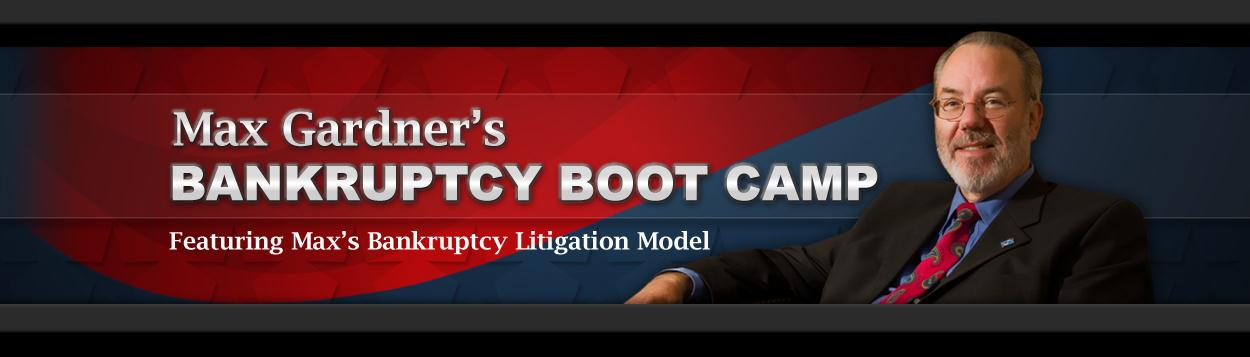 Max Gardner's
BANKRUPTCY BOOT CAMP
Featuring Max's Bankruptcy Litigation Model